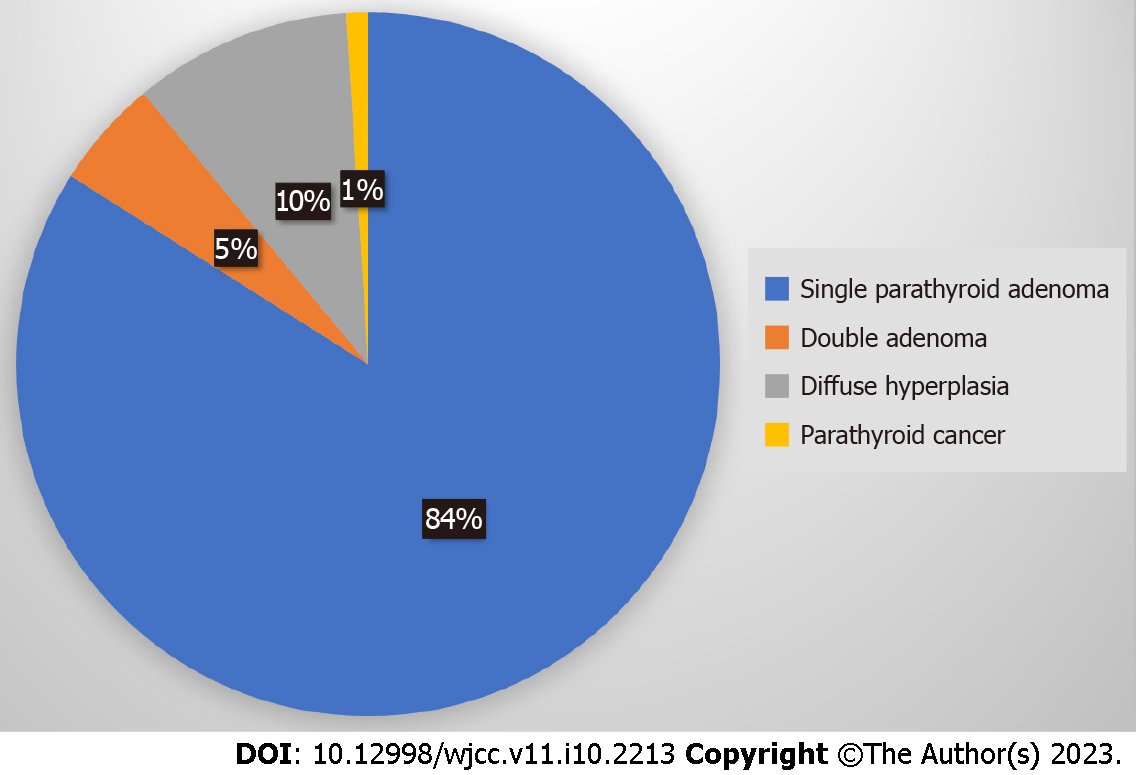 1%
10%
5%
84%
Single parathyroid adenoma
Double adenoma
Diffuse hyperplasia
Parathyroid cancer
DOI: 10.12998/wjcc.v11.i10.2213 Copyright ©The Author(s) 2023.